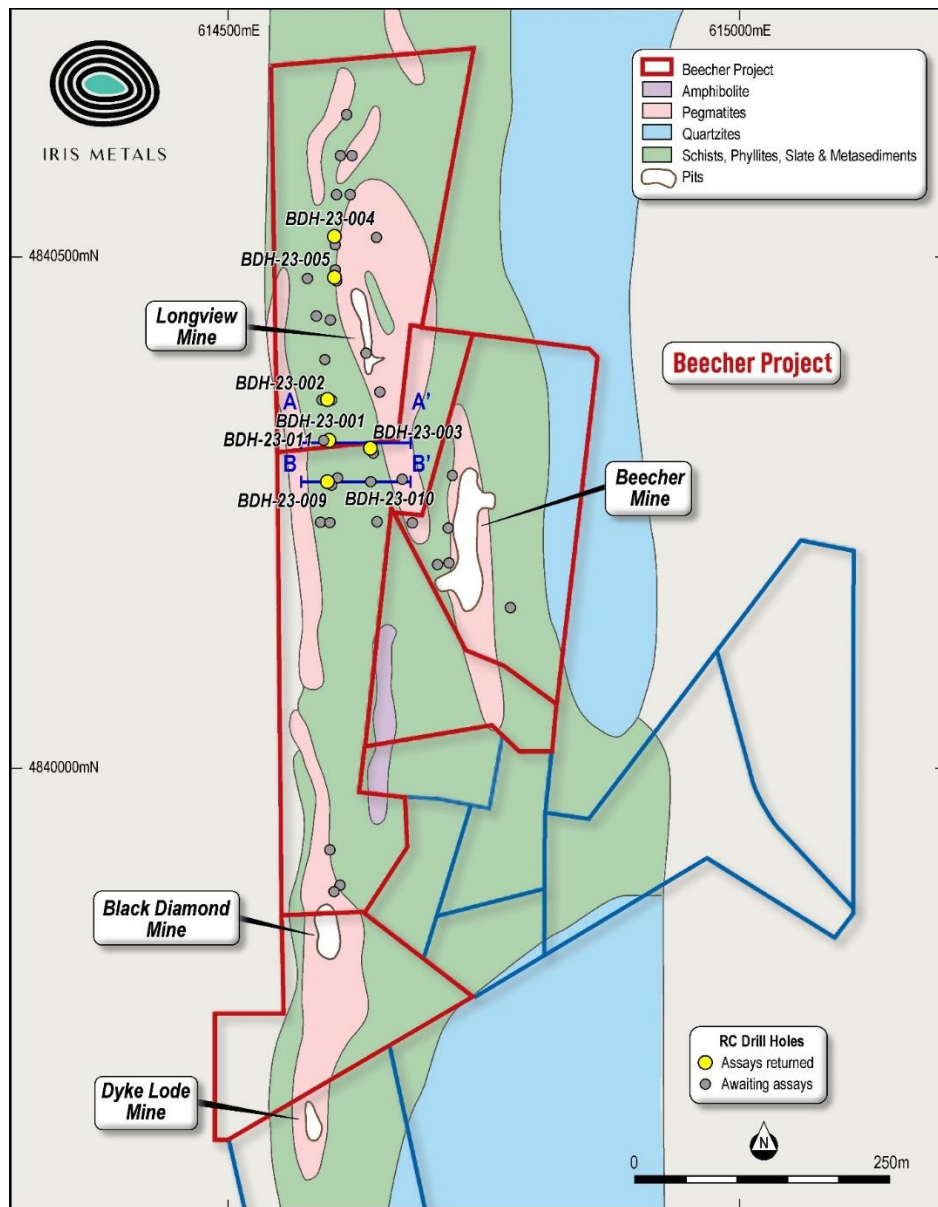 614500mE
615000mE
IRIS METALS
Beecher Project
Amphibolite
Pegmatites
Quartzites
Schists, Phyllites, Slate & Metasediments
Pits
BDH-23-004
4840500mN
BDH-23-005
Longview
Mine
Beecher Project
BDH-23-002
A
A'
BDH-23-001
BDH-23-011
BDH-23-003
B
B'
BDH-23-009
BDH-23-010
Beecher
Mine
4840000mN
Black Diamond
Mine
RC Drill Holes
Assays returned
Awaiting assays
Dyke Lode
Mine
N
0
250m